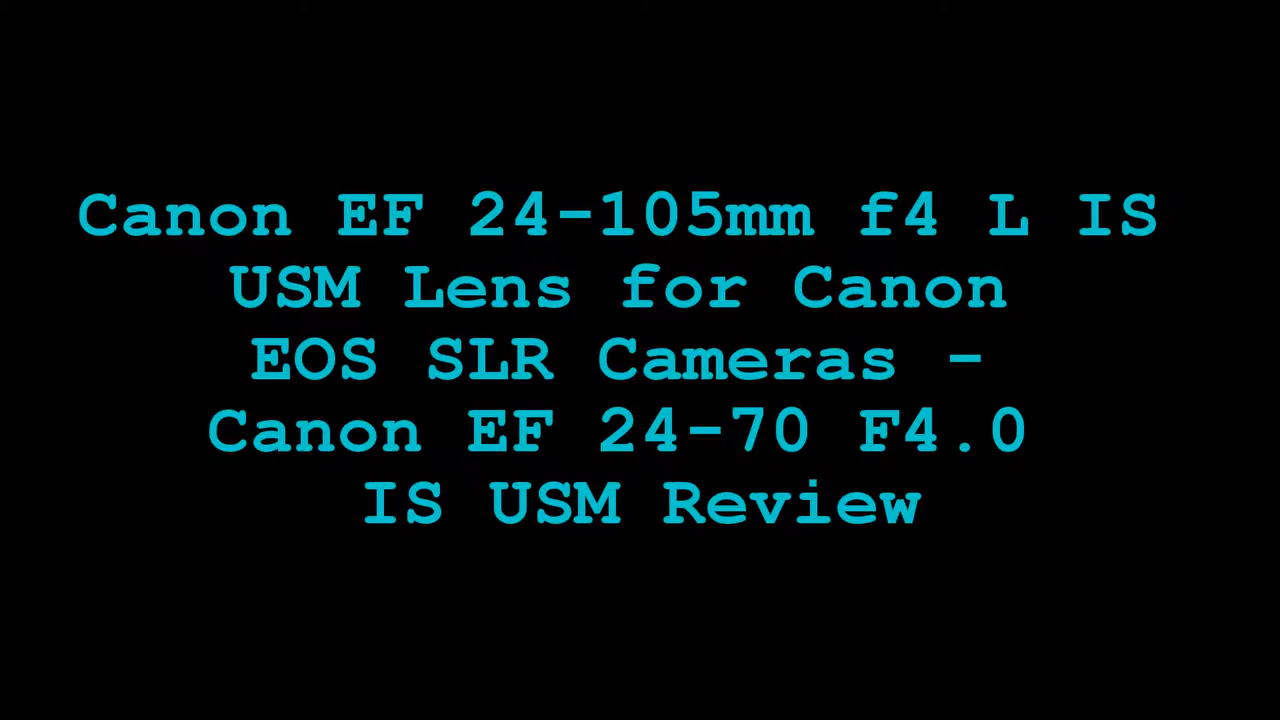 Canon EF 24-105mm f4 L IS
USM Lens for Canon
EOS SLR Cameras -
Canon EF 24-70 F4.0
IS USM Review